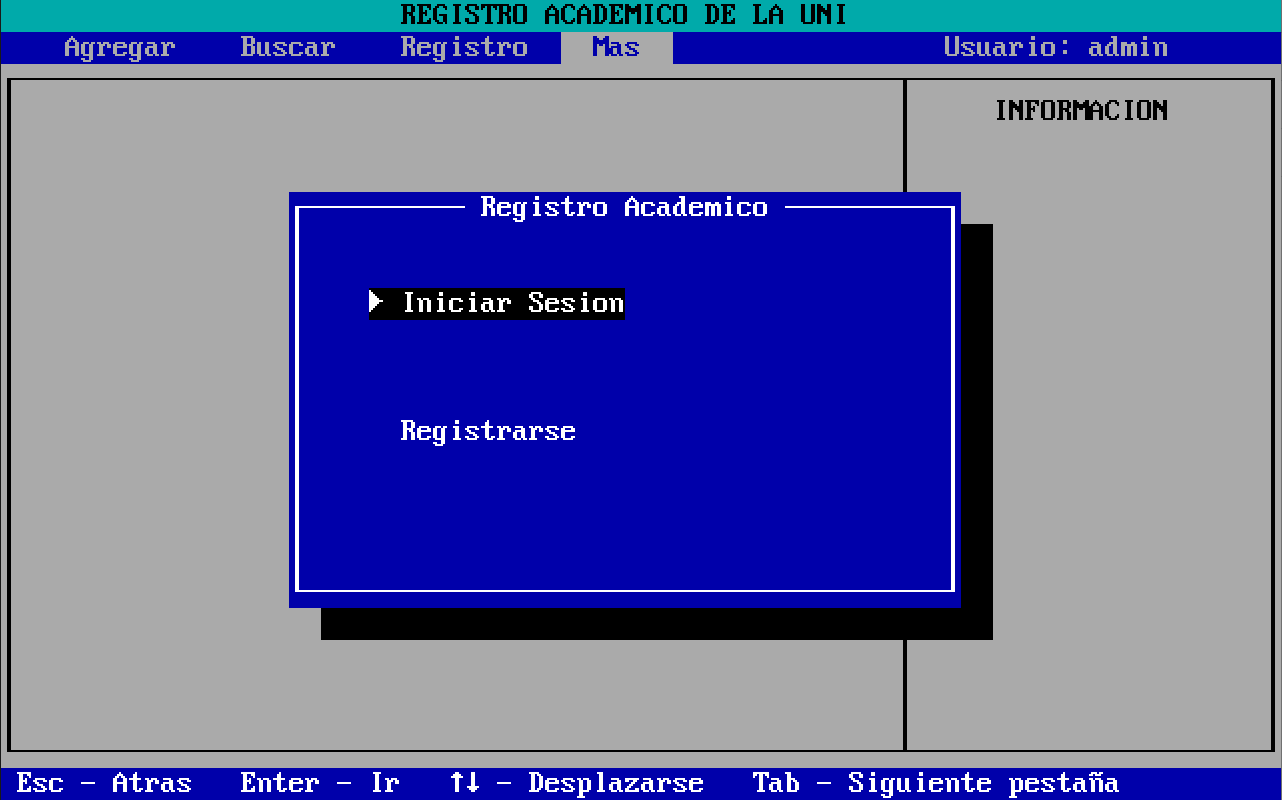 REGISTRO ACADEMICO DE LA UNI
Agregar Buscar Registro Mas Usuario: admin
INFORMACION
Registro Academico
► Iniciar Sesion
Registrarse
Esc - Atras Enter - Ir ↑↓ - Desplazarse Tab - Siguiente pestaña